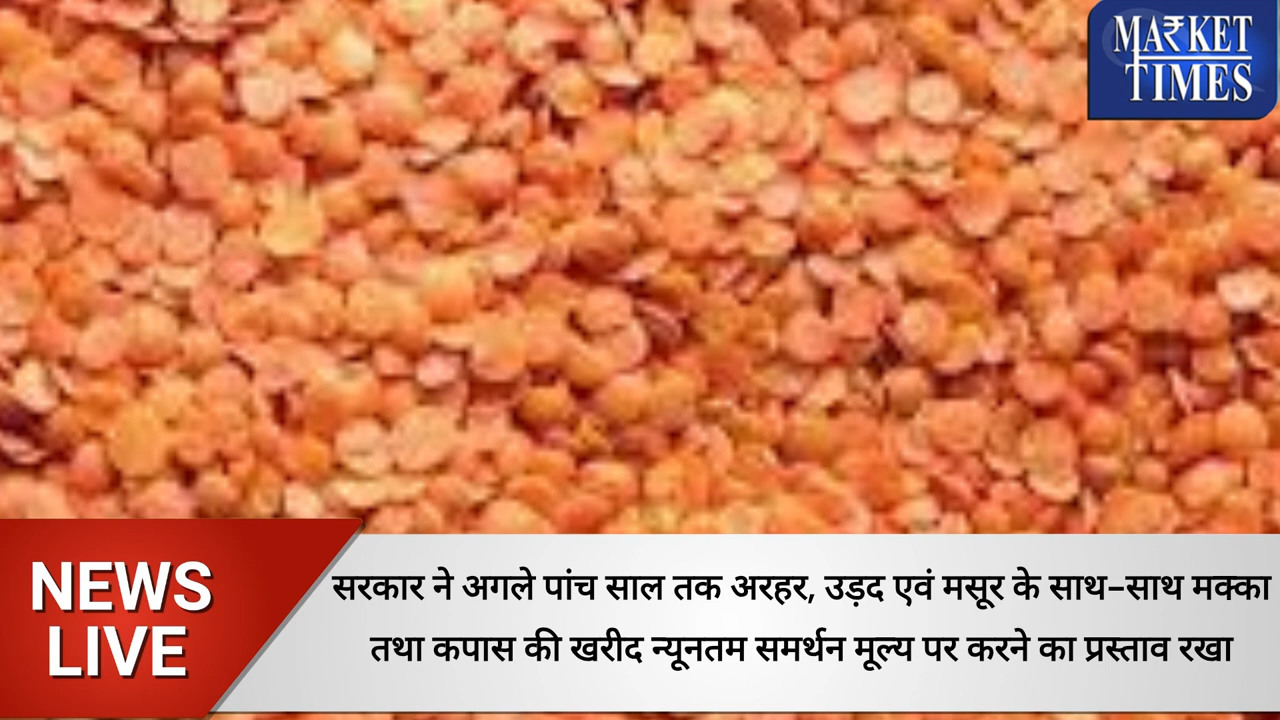 MA₹KET
TIMES
NEWS
LIVE
सरकार ने अगले पांच साल तक अरहर, उड़द एवं मसूर के साथ-साथ मक्का
तथा कपास की खरीद न्यूनतम समर्थन मूल्य पर करने का प्रस्ताव रखा